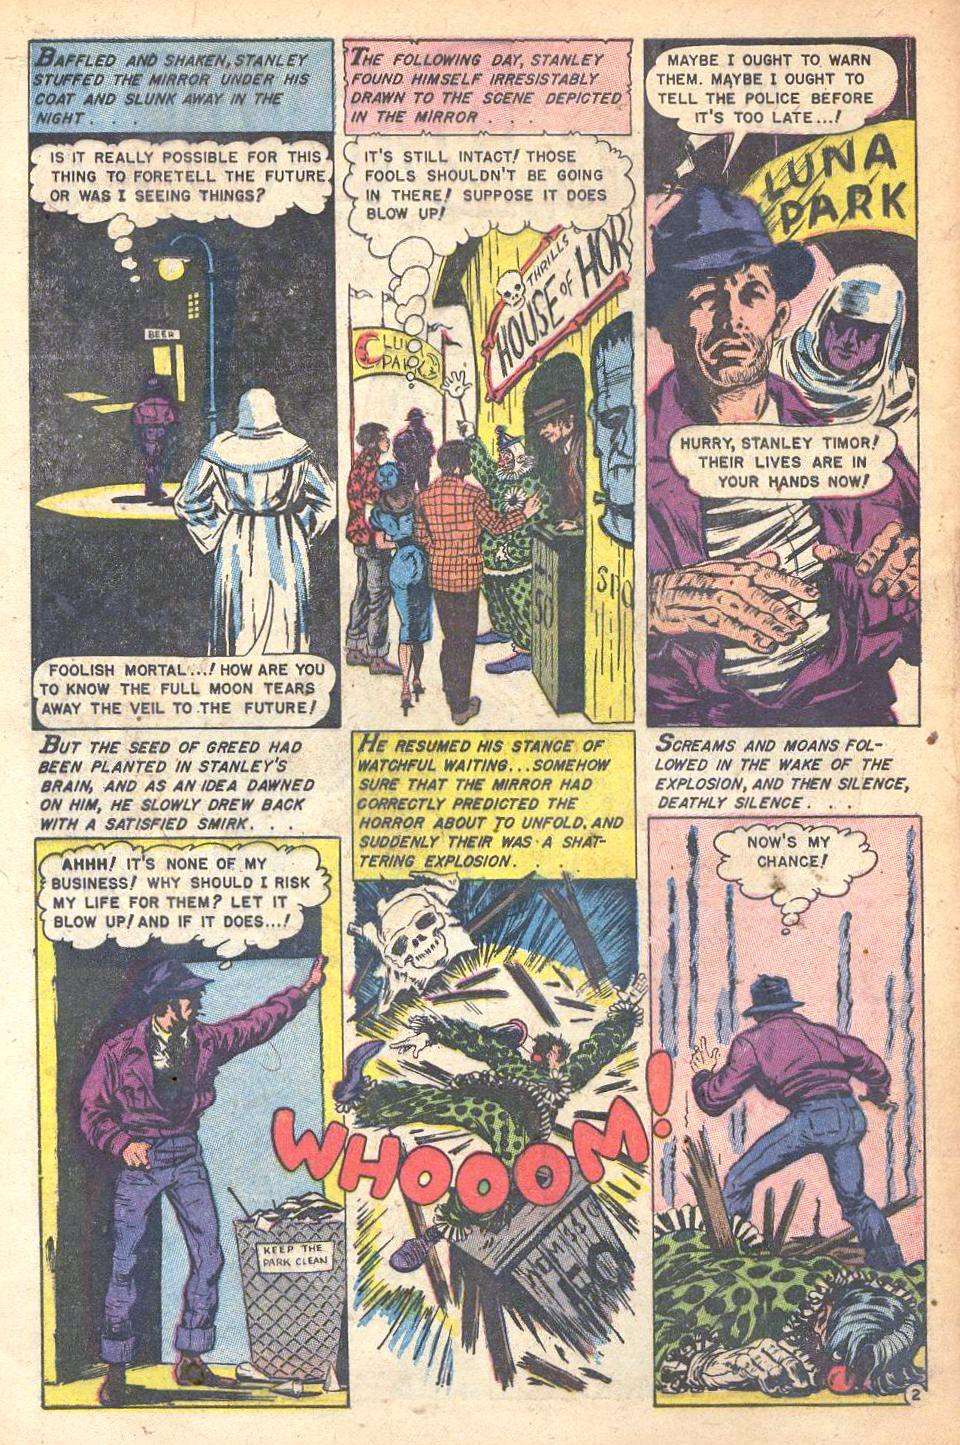 BAFFLED AND SHAKEN, STANLEY
STUFFED THE MIRROR UNDER HIS
COAT AND SLUNK AWAY IN THE
NIGHT . . .
IS IT REALLY POSSIBLE FOR THIS
THING TO FORETELL THE FUTURE
OR WAS I SEEING THINGS?
BEER
FOOLISH MORTAL...! HOW ARE YOU
TO KNOW THE FULL MOON TEARS
AWAY THE VEIL TO THE FUTURE!
THE FOLLOWING DAY, STANLEY
FOUND HIMSELF IRRESISTABLY
DRAWN TO THE SCENE DEPICTED
IN THE MIRROR . . .
IT'S STILL INTACT! THOSE
FOOLS SHOULDN'T BE GOING
IN THERE! SUPPOSE IT DOES
BLOW UP!
THRILLS
HOUSE OF HOR
LUN
PARK
50
SPO
MAYBE I OUGHT TO WARN
THEM. MAYBE I OUGHT TO
TELL THE POLICE BEFORE
IT'S TOO LATE...!
LUNA
PARK
HURRY, STANLEY TIMOR!
THEIR LIVES ARE IN
YOUR HANDS NOW!
BUT THE SEED OF GREED HAD
BEEN PLANTED IN STANLEY'S
BRAIN, AND AS AN IDEA DAWNED
ON HIM, HE SLOWLY DREW BACK
WITH A SATISFIED SMIRK. . . .
AHHH! IT'S NONE OF MY
BUSINESS! WHY SHOULD I RISK
MY LIFE FOR THEM? LET IT
BLOW UP! AND IF IT DOES...!
KEEP THE
PARK CLEAN
HE RESUMED HIS STANCE OF
WATCHFUL WAITING...SOMEHOW
SURE THAT THE MIRROR HAD
CORRECTLY PREDICTED THE
HORROR ABOUT TO UNFOLD, AND
SUDDENLY THEIR WAS A SHAT-
TERING EXPLOSION. . . .
WHOOOM!
SCREAMS AND MOANS FOL-
LOWED IN THE WAKE OF THE
EXPLOSION, AND THEN SILENCE,
DEATHLY SILENCE. . . .
NOW'S MY
CHANCE!
2